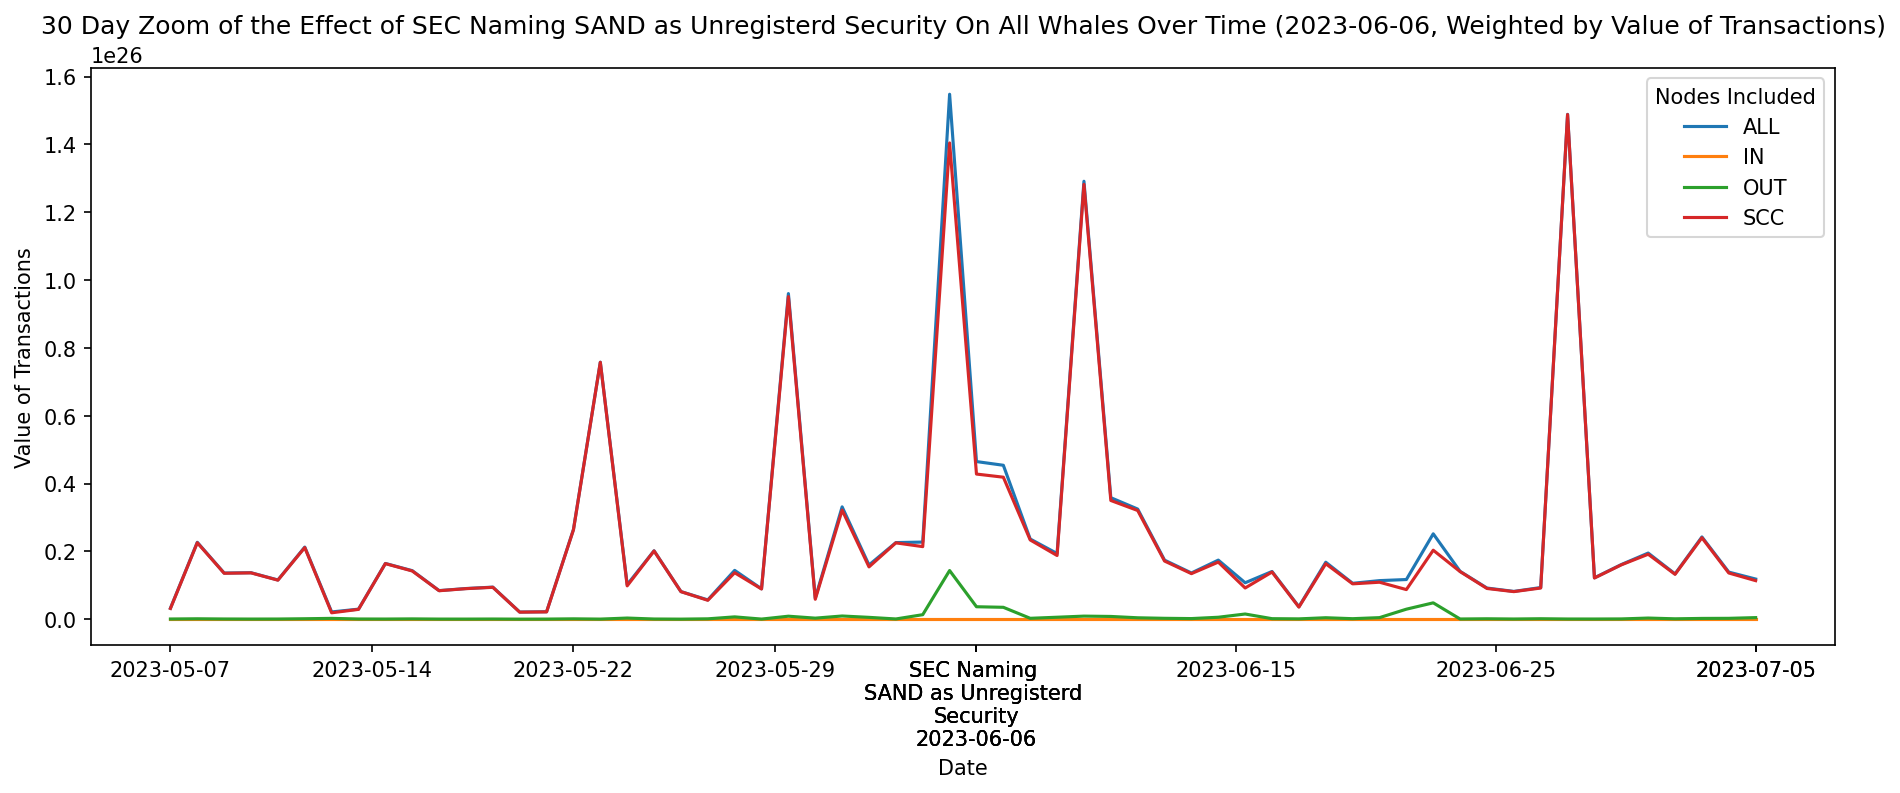 30 Day Zoom of the Effect of SEC Naming SAND as Unregisterd Security On All Whales Over Time (2023-06-06, Weighted by Value of Transactions)
1e26
1.6
1.4
1.2
1.0
0.8
0.6
0.4
0.2
0.0
Value of Transactions
Nodes Included
ALL
IN
OUT
SCC
2023-05-07 2023-05-14 2023-05-22 2023-05-29 SEC Naming 2023-06-15 2023-06-25 2023-07-05
SAND as Unregisterd
Security
2023-06-06
Date